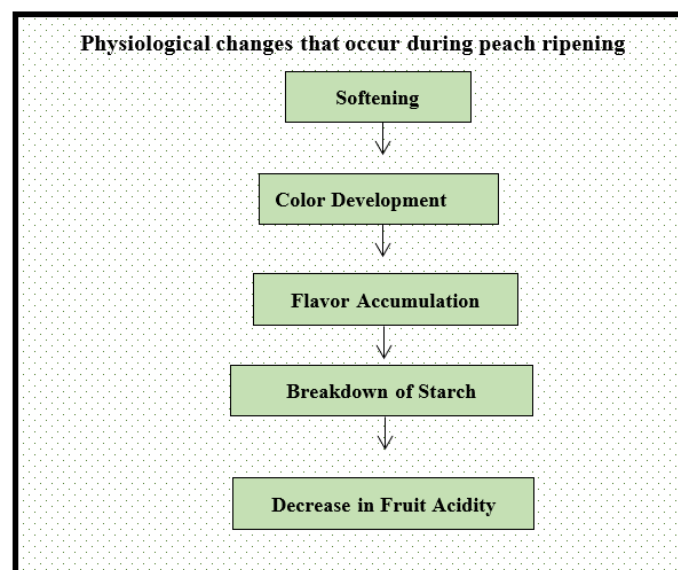 Physiological changes that occur during peach ripening
Softening
Color Development
Flavor Accumulation
Breakdown of Starch
Decrease in Fruit Acidity